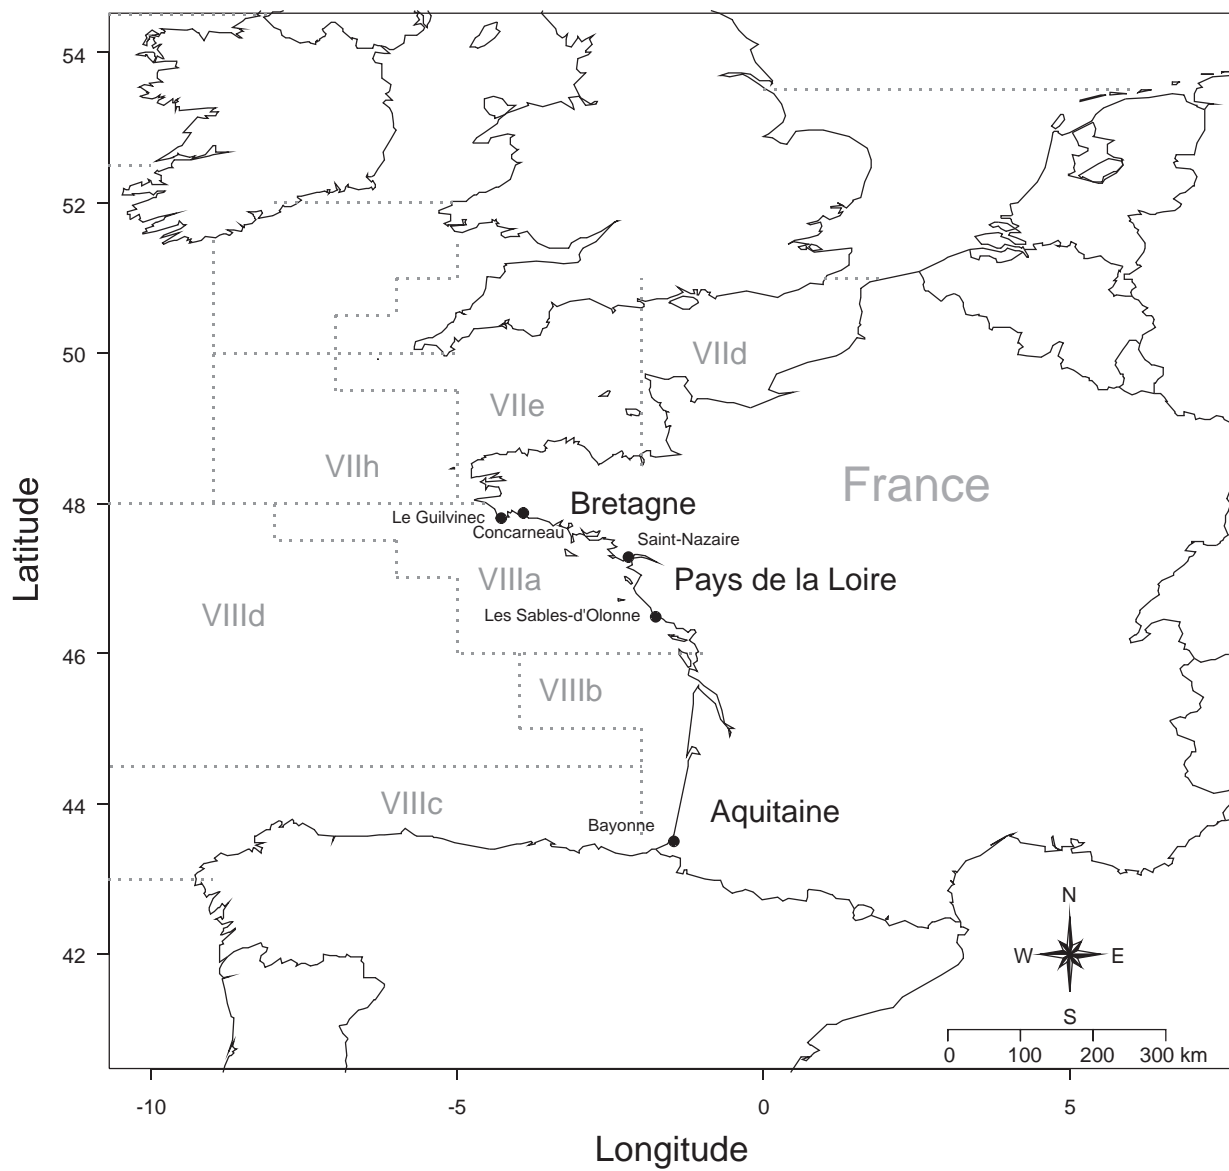 54
52
50
48
46
44
42
Latitude
VIId
VIIe
VIIh
France
Bretagne
Le Guilvinec
Concarneau
Saint-Nazaire
VIIIa
Pays de la Loire
VIIId
Les Sables-d'Olonne
VIIIb
VIIIc
Aquitaine
Bayonne
N
W
E
S
0 100 200 300 km
-10 -5 0 5
Longitude